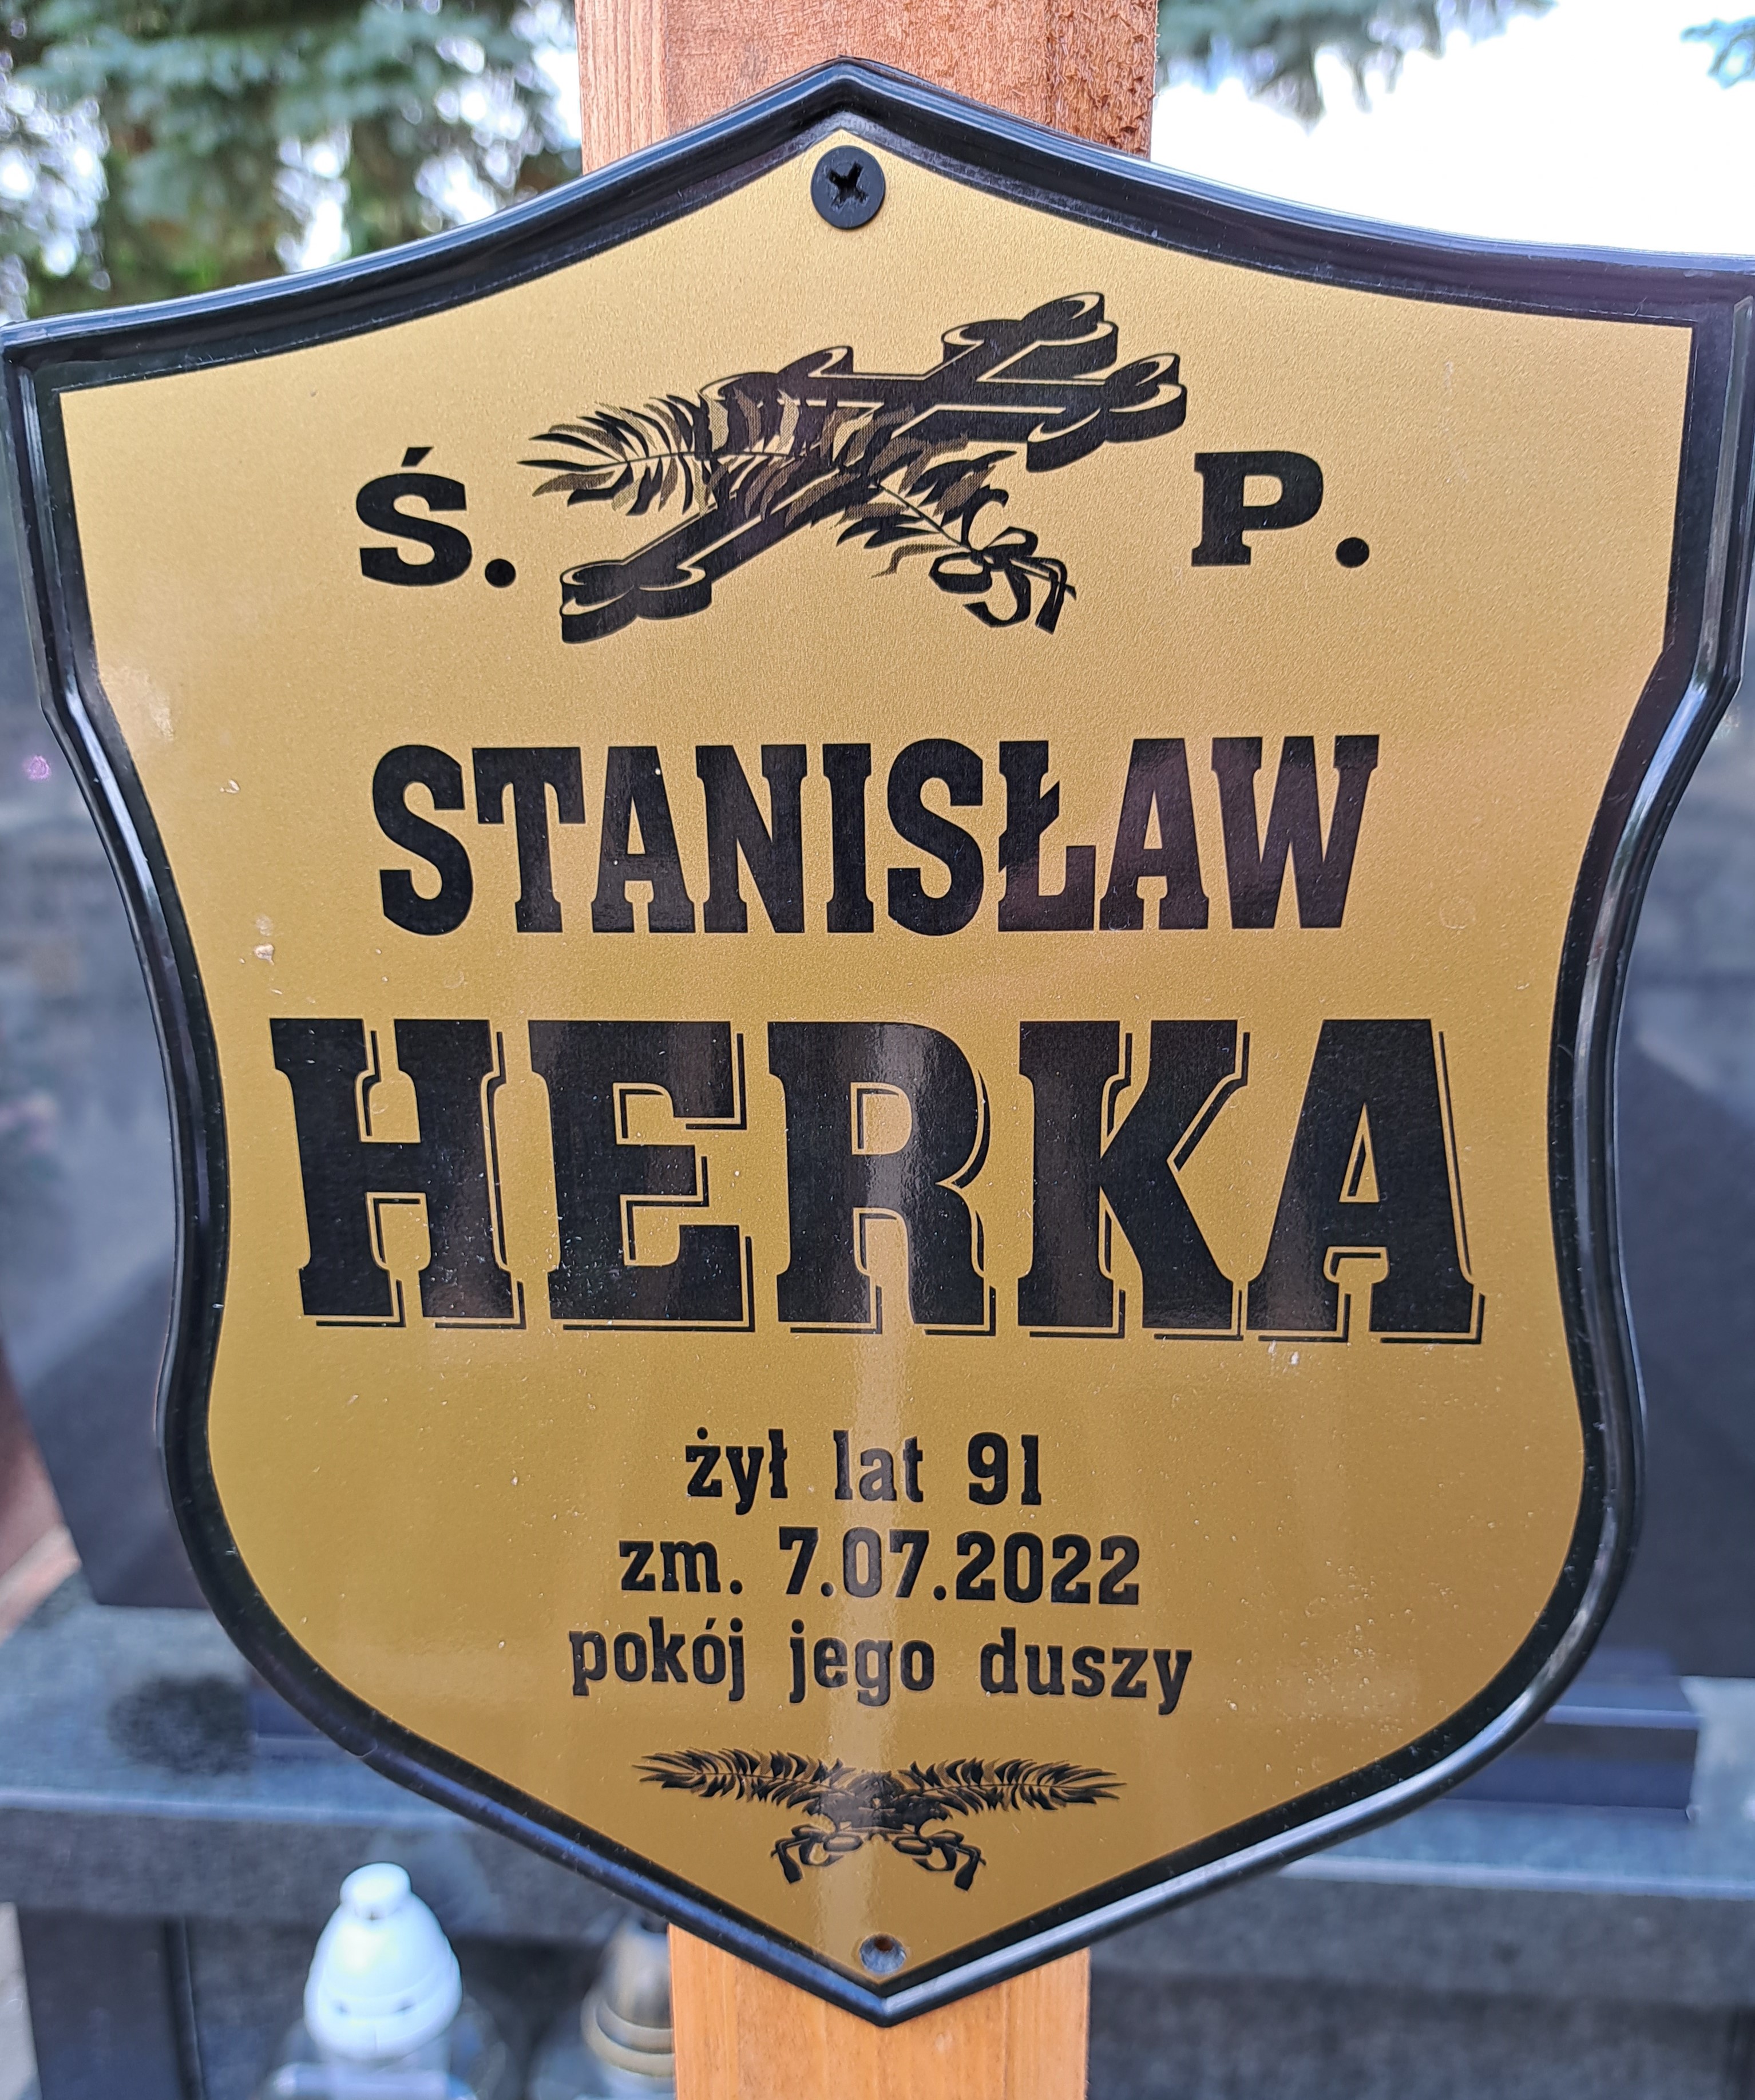 Ś. P.
STANISŁAW
HERKA
żył lat 91
zm. 7.07.2022
pokój jego duszy